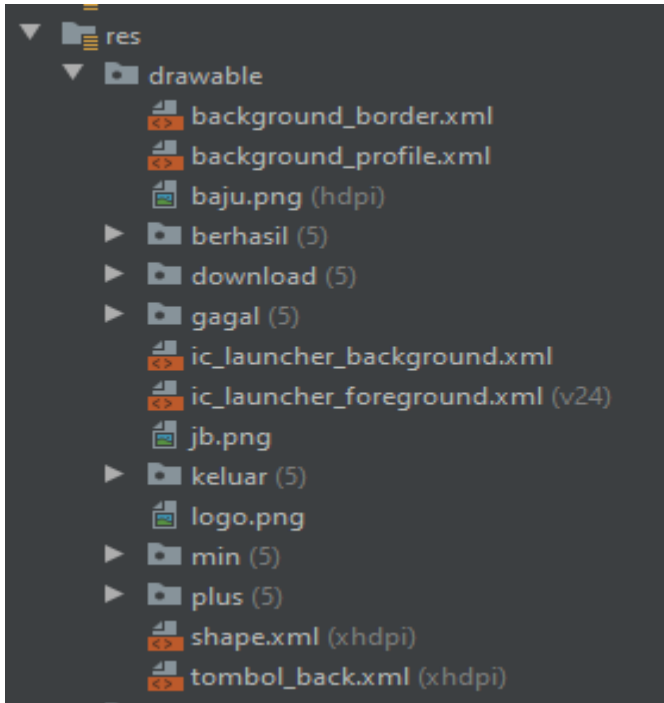 res
drawable
background_border.xml
background_profile.xml
baju.png (hdpi)
berhasil (5)
download (5)
gagal (5)
ic_launcher_background.xml
ic_launcher_foreground.xml (v24)
jb.png
keluar (5)
logo.png
min (5)
plus (5)
shape.xml (xhdpi)
tombol_back.xml (xhdpi)